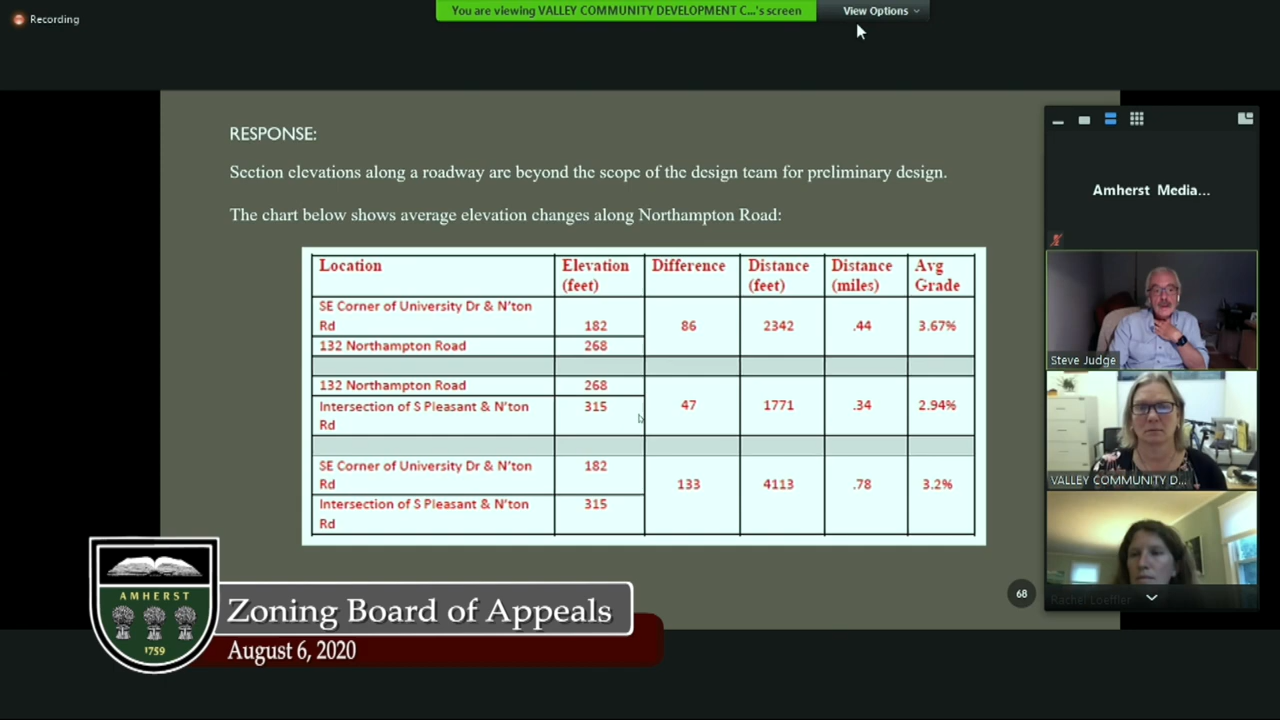 Recording
You are viewing VALLEY COMMUNITY DEVELOPMENT C...'s screen
View Options
RESPONSE:
Section elevations along a roadway are beyond the scope of the design team for preliminary design.
The chart below shows average elevation changes along Northampton Road:
Location Elevation (feet) Difference Distance (feet) Distance (miles) Avg Grade
SE Corner of University Dr & N'ton
Rd 182 86 2342 .44 3.67%
132 Northampton Road 268
132 Northampton Road 268
Intersection of S Pleasant & N'ton 315 47 1771 .34 2.94%
Rd
SE Corner of University Dr & N'ton 182
Rd 133 4113 .78 3.2%
Intersection of S Pleasant & N'ton 315
Rd
68
Amherst Media...
Steve Judge
VALLEY COMMUNITY D...
Rachel Loeffler
AMHERST
1759
Zoning Board of Appeals
August 6, 2020